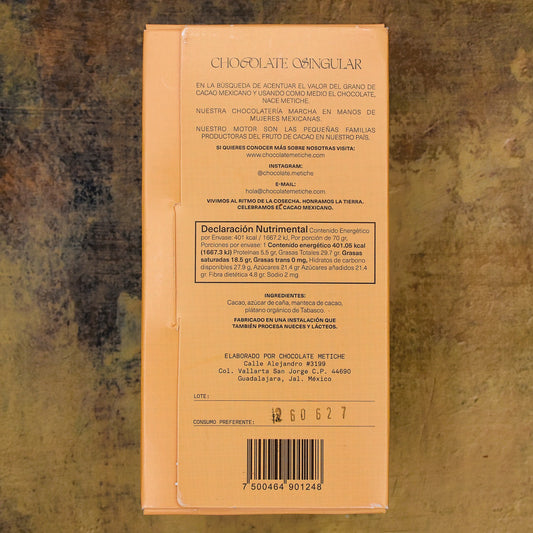 CHOCOLATE SINGULAR
EN LA BÚSQUEDA DE ACENTUAR EL VALOR DEL GRANO DE
CACAO MEXICANO Y USANDO COMO MEDIO EL CHOCOLATE,
NACE METICHE.
NUESTRA CHOCOLATERÍA MARCHA EN MANOS DE
MUJERES MEXICANAS.
NUESTRO MOTOR SON LAS PEQUEÑAS FAMILIAS
PRODUCTORAS DEL FRUTO DE CACAO EN NUESTRO PAÍS.
SI QUIERES CONOCER MÁS SOBRE NOSOTRAS VISITA:
www.chocolatemetiche.com
INSTAGRAM:
@chocolate.metiche
E-MAIL:
hola@chocolatemetiche.com
VIVIMOS AL RITMO DE LA COSECHA. HONRAMOS LA TIERRA.
CELEBRAMOS EL CACAO MEXICANO.
Declaración Nutrimental Contenido Energético
por Envase: 401 kcal / 1667.2 kJ, Por porción de 70 gr,
Porciones por envase: 1 Contenido energético 401.05 kcal
(1667.3 kJ) Proteínas 5.5 gr, Grasas Totales 29.7 gr. Grasas
saturadas 18.5 gr, Grasas trans 0 mg, Hidratos de carbono
disponibles 27.9 g, Azúcares 21.4 gr Azúcares añadidos 21.4
gr. Fibra dietética 4.8 gr. Sodio 2 mg
INGREDIENTES:
Cacao, azúcar de caña, manteca de cacao,
plátano orgánico de Tabasco.
FABRICADO EN UNA INSTALACIÓN QUE
TAMBIÉN PROCESA NUECES Y LÁCTEOS.
ELABORADO POR CHOCOLATE METICHE
Calle Alejandro #3199
Col. Vallarta San Jorge C.P. 44690
Guadalajara, Jal. México
LOTE:
CONSUMO PREFERENTE: 260627
7 500464 901248